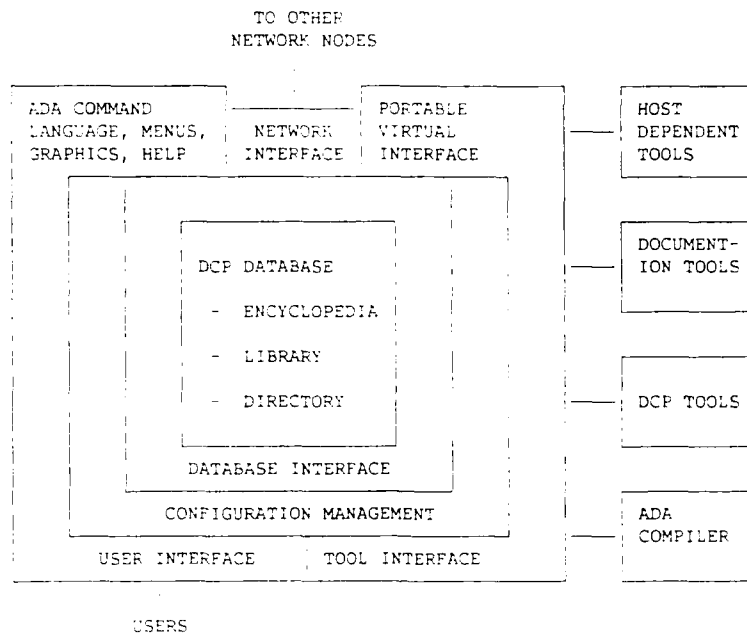 TO OTHER
NETWORK NODES
ADA COMMAND
LANGUAGE, MENUS,
GRAPHICS, HELP
NETWORK
INTERFACE
PORTABLE
VIRTUAL
INTERFACE
HOST
DEPENDENT
TOOLS
DCP DATABASE
- ENCYCLOPEDIA
- LIBRARY
- DIRECTORY
DATABASE INTERFACE
CONFIGURATION MANAGEMENT
USER INTERFACE
TOOL INTERFACE
DOCUMENT-
ION TOOLS
DCP TOOLS
ADA
COMPILER
USERS